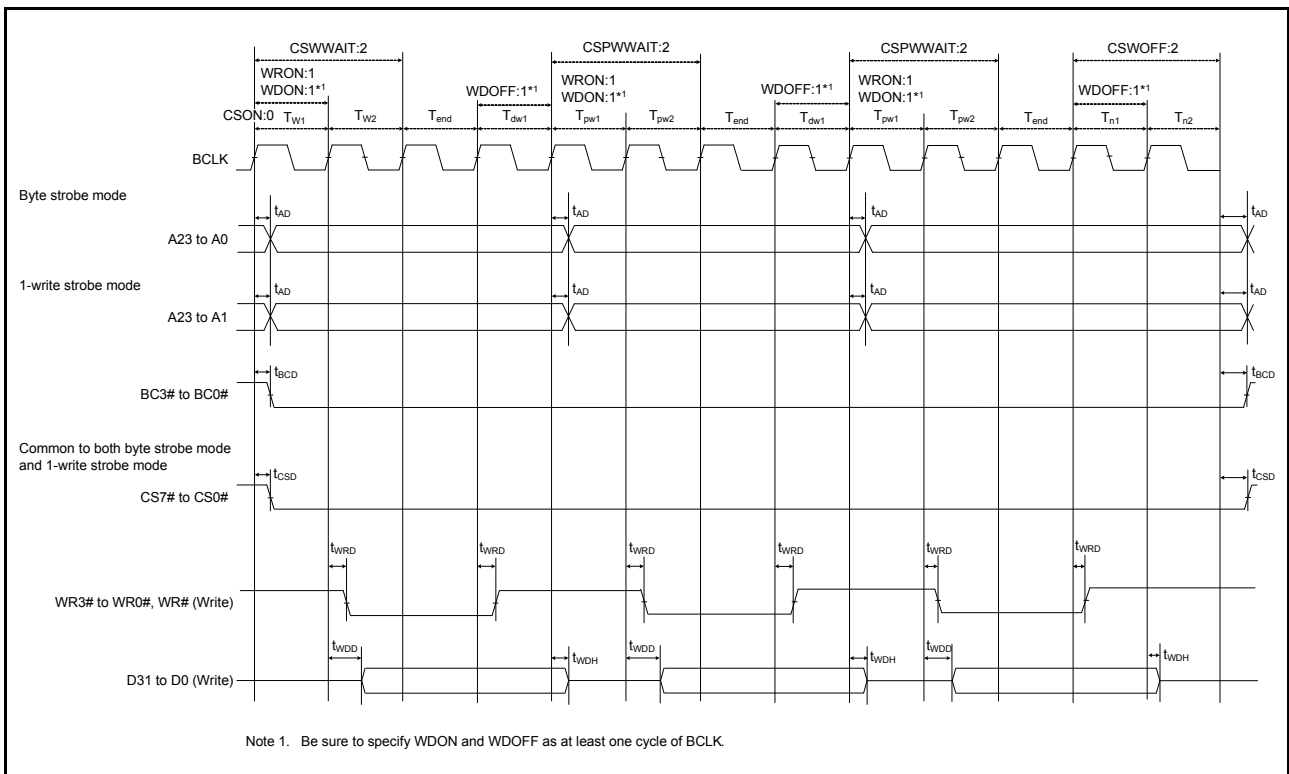 CSWWAIT:2 CSPWWAIT:2 CSPWWAIT:2 CSWOFF:2
WRON:1 WRON:1 WRON:1
WDON:1*1 WDOFF:1*1 WDON:1*1 WDOFF:1*1 WDON:1*1 WDOFF:1*1
CSON:0 TW1 TW2 Tend Tdw1 Tpw1 Tpw2 Tend Tdw1 Tpw1 Tpw2 Tend Tn1 Tn2
BCLK
Byte strobe mode
tAD tAD tAD tAD
A23 to A0
1-write strobe mode
tAD tAD tAD tAD
A23 to A1
tBCD tBCD
BC3# to BC0#
Common to both byte strobe mode
and 1-write strobe mode
tCSD tCSD
CS7# to CS0#
tWRD tWRD tWRD tWRD tWRD tWRD
WR3# to WR0#, WR# (Write)
tWDD tWDH tWDD tWDH tWDD tWDH
D31 to D0 (Write)
Note 1. Be sure to specify WDON and WDOFF as at least one cycle of BCLK.